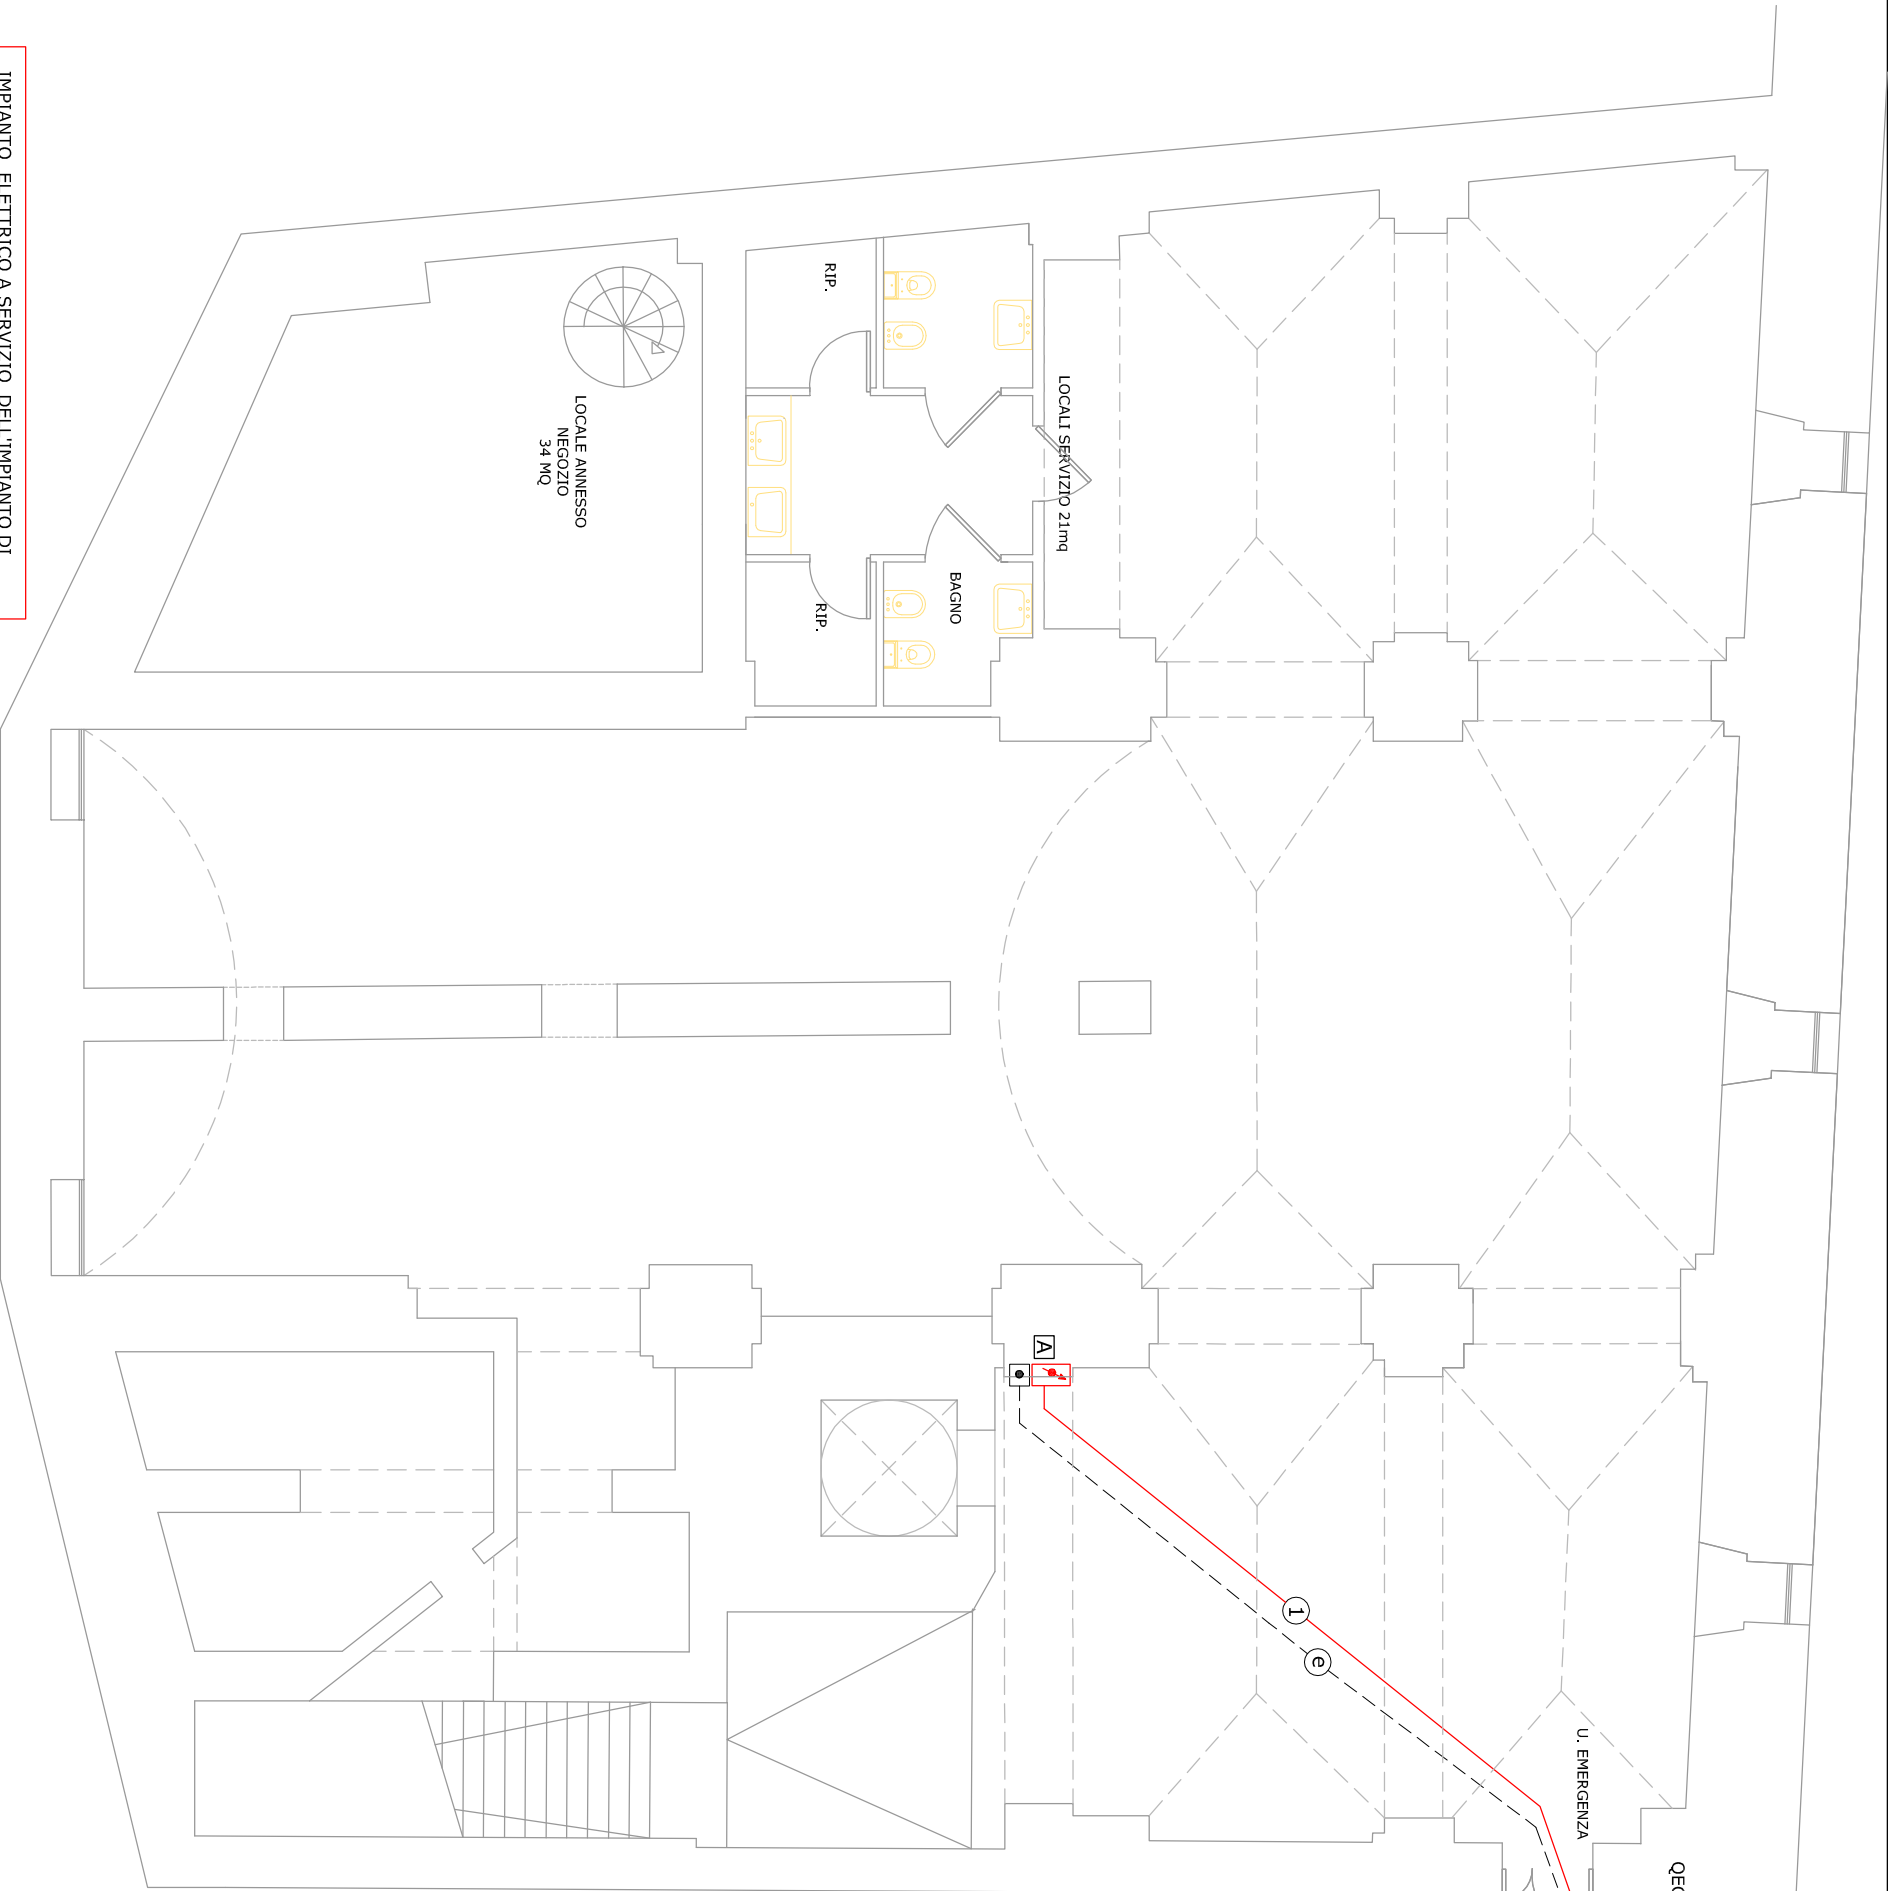 IMPIANTO ELETTRICO A SERVIZIO DELL'IMPIANTO DI
RIP.
LOCALI SERVIZIO 21mq
LOCALE ANNESSO
NEGOZIO
34 MQ
BAGNO
RIP.
A
1
e
U. EMERGENZA